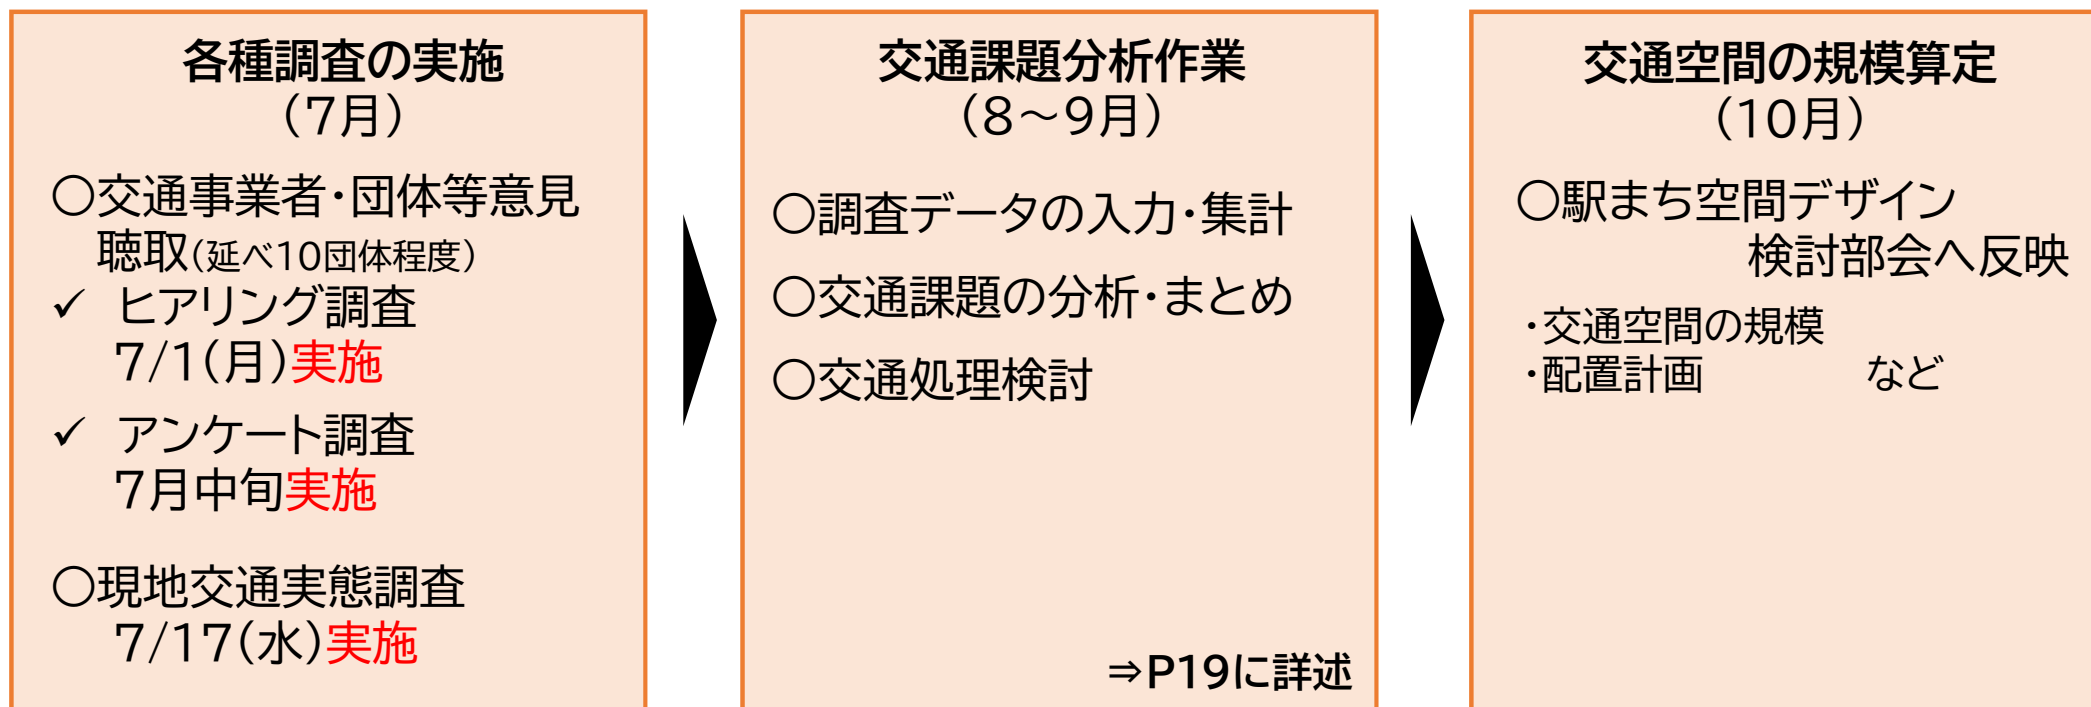 各種調査の実施
（7月）
○交通事業者・団体等意見
聴取（延べ10団体程度）
✓ ヒアリング調査
7/1（月）実施
✓ アンケート調査
7月中旬実施
○現地交通実態調査
7/17（水）実施
交通課題分析作業
（8～9月）
○調査データの入力・集計
○交通課題の分析・まとめ
○交通処理検討
⇒P19に詳述
交通空間の規模算定
（10月）
○駅まち空間デザイン
検討部会へ反映
・交通空間の規模
・配置計画　　　　など